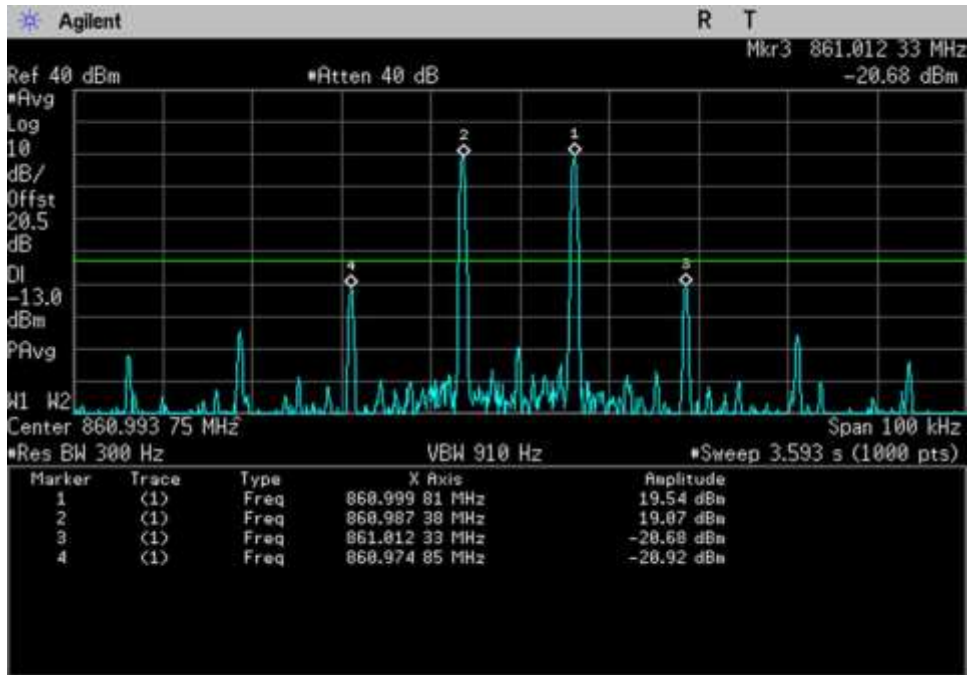 Agilent R T
Mkr3 861.012 33 MHz
Ref 40 dBm #Atten 40 dB -20.68 dBm
#Avg
Log
10
dB/
Offst
20.5
dB
DI
-13.0
dBm
PAvg
W1 W2
2
1
4
3
Center 860.993 75 MHz Span 100 kHz
#Res BW 300 Hz VBW 910 Hz #Sweep 3.593 s (1000 pts)
Marker Trace Type X Axis Amplitude
1 (1) Freq 860.999 81 MHz 19.54 dBm
2 (1) Freq 860.987 38 MHz 19.07 dBm
3 (1) Freq 861.012 33 MHz -20.68 dBm
4 (1) Freq 860.974 85 MHz -20.92 dBm